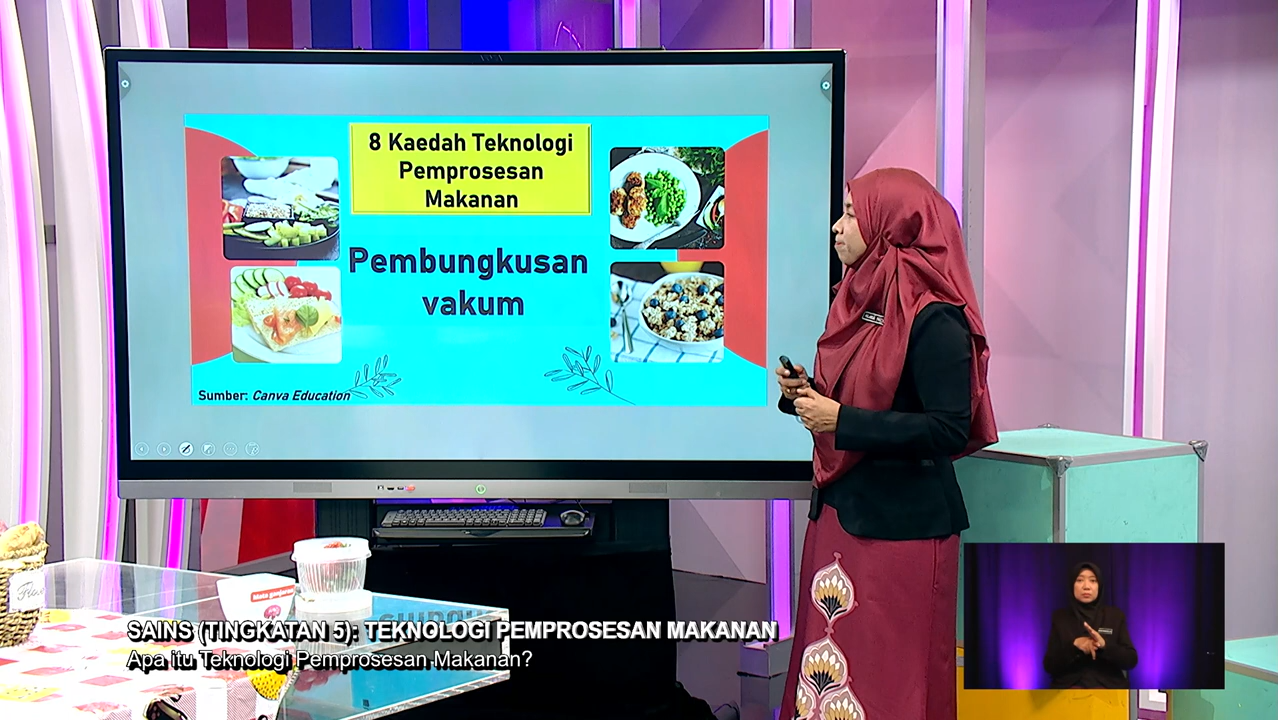 8 Kaedah Teknologi
Pemprosesan
Makanan
Pembungkusan
vakum
Sumber: Canva Education
SAINS (TINGKATAN 5): TEKNOLOGI PEMPROSESAN MAKANAN
Apa itu Teknologi Pemprosesan Makanan?